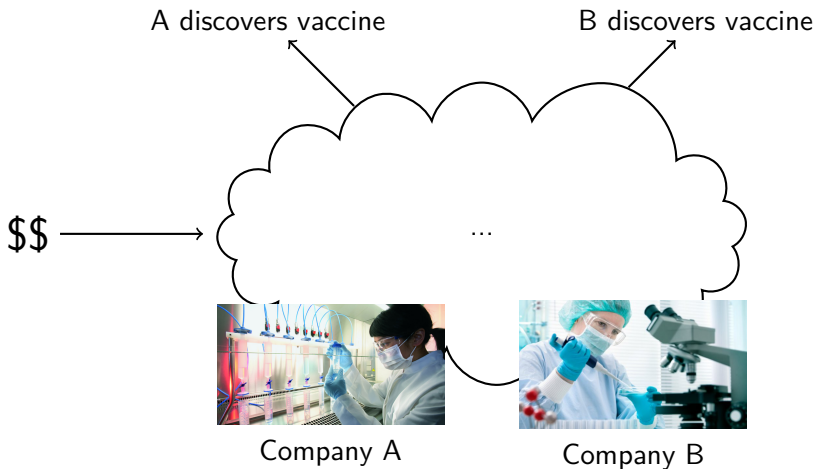 A discovers vaccine
B discovers vaccine
$$
...
Company A
Company B